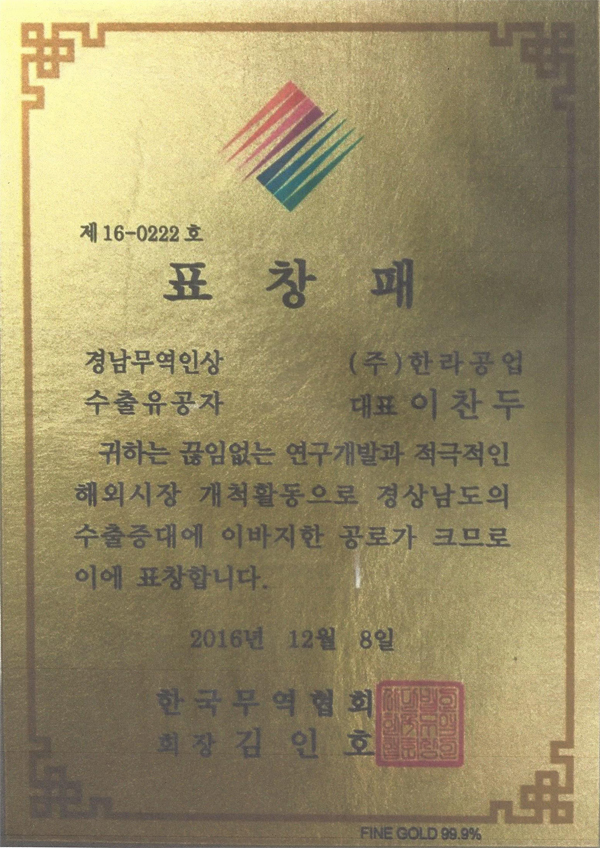 제 16-0222 호
표 창 패
경남무역인상 (주)한라공업
수출유공자 대표 이찬두
귀하는 끊임없는 연구개발과 적극적인
해외시장 개척활동으로 경상남도의
수출증대에 이바지한 공로가 크므로
이에 표창합니다.
2016년 12월 8일
한국무역협회
회장 김인호
FINE GOLD 99.9%